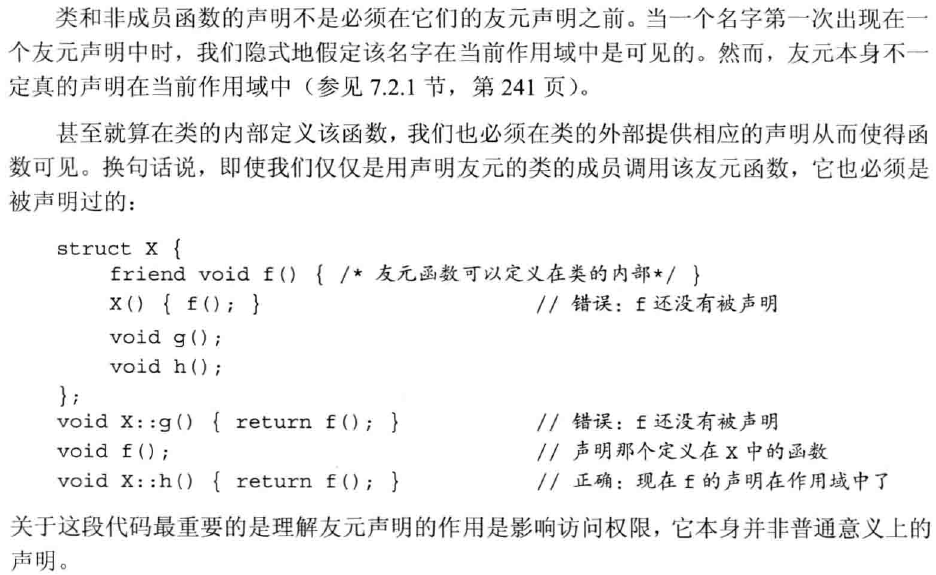 类和非成员函数的声明不是必须在它们的友元声明之前。当一个名字第一次出现在一
个友元声明中时，我们隐式地假定该名字在当前作用域中是可见的。然而，友元本身不一
定真的声明在当前作用域中（参见 7.2.1 节，第 241 页）。
甚至就算在类的内部定义该函数，我们也必须在类的外部提供相应的声明从而使得函
数可见。换句话说，即使我们仅仅是用声明友元的类的成员调用该友元函数，它也必须是
被声明过的：
struct X {
friend void f() { /* 友元函数可以定义在类的内部*/ }
X() { f(); } // 错误：f 还没有被声明
void g();
void h();
};
void X::g() { return f(); } // 错误：f 还没有被声明
void f(); // 声明那个定义在 X 中的函数
void X::h() { return f(); } // 正确：现在 f 的声明在作用域中了
关于这段代码最重要的是理解友元声明的作用是影响访问权限，它本身并非普通意义上的
声明。